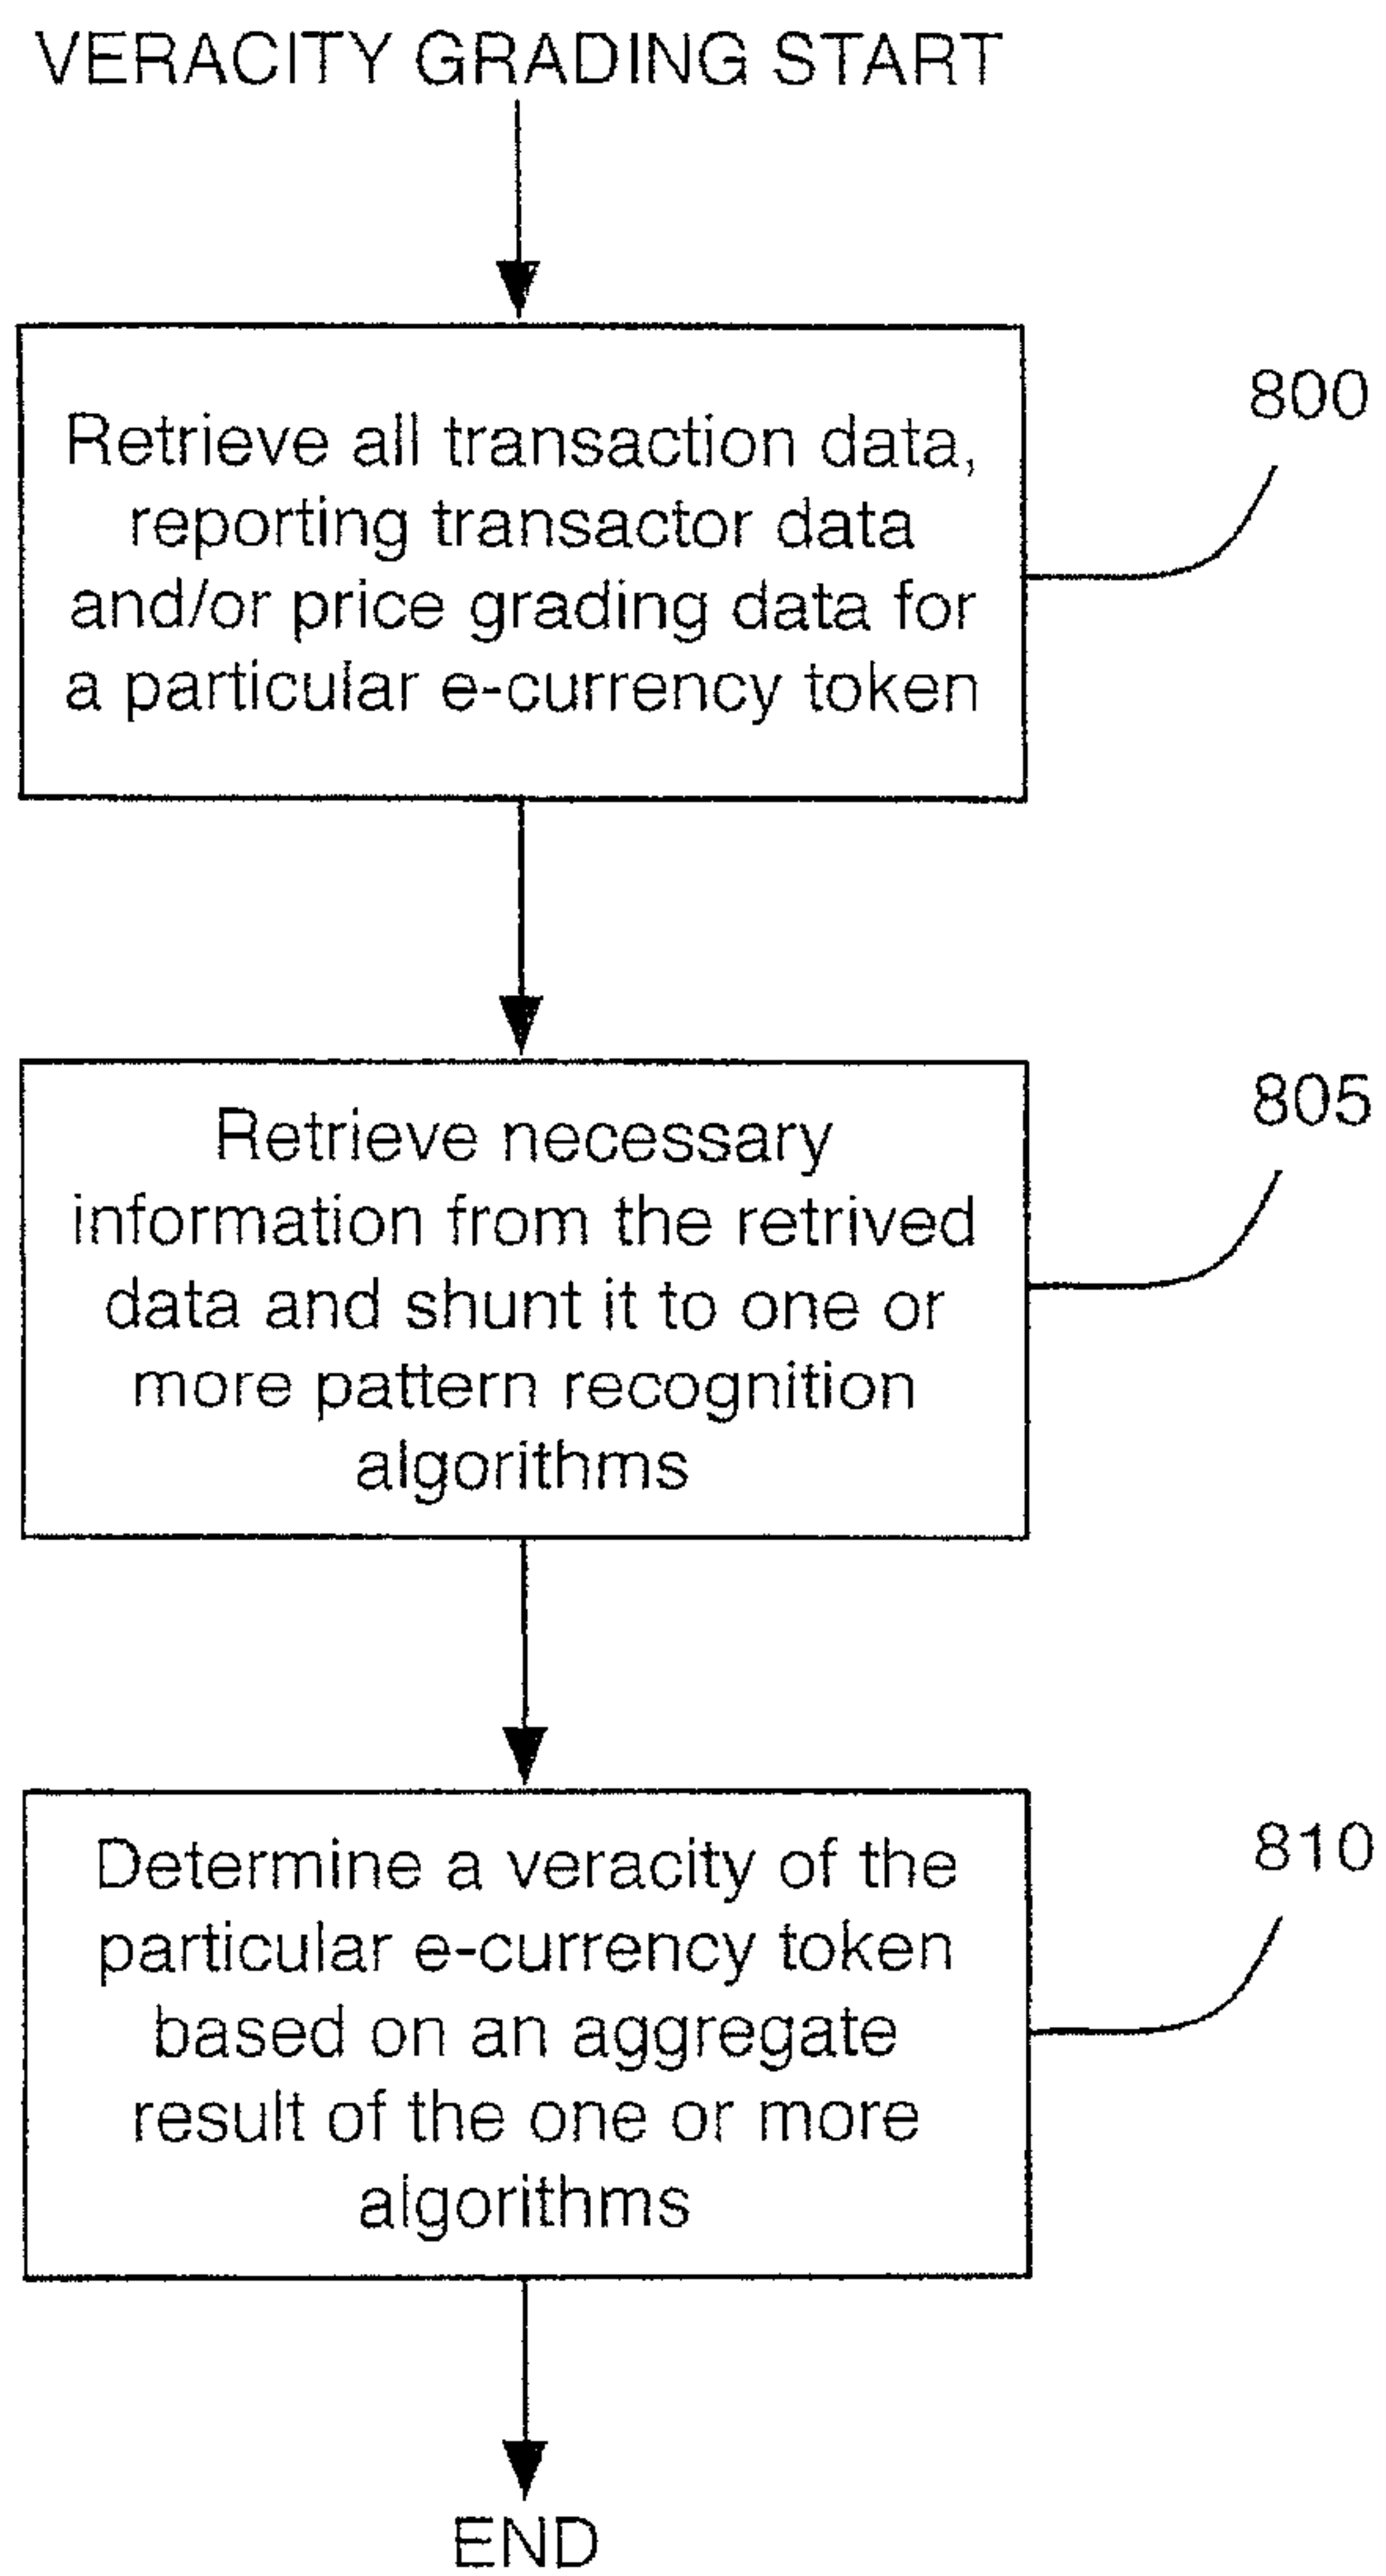 VERACITY GRADING START
800
Retrieve all transaction data,
reporting transactor data
and/or price grading data for
a particular e-currency token
805
Retrieve necessary
information from the retrived
data and shunt it to one or
more pattern recognition
algorithms
810
Determine a veracity of the
particular e-currency token
based on an aggregate
result of the one or more
algorithms
END